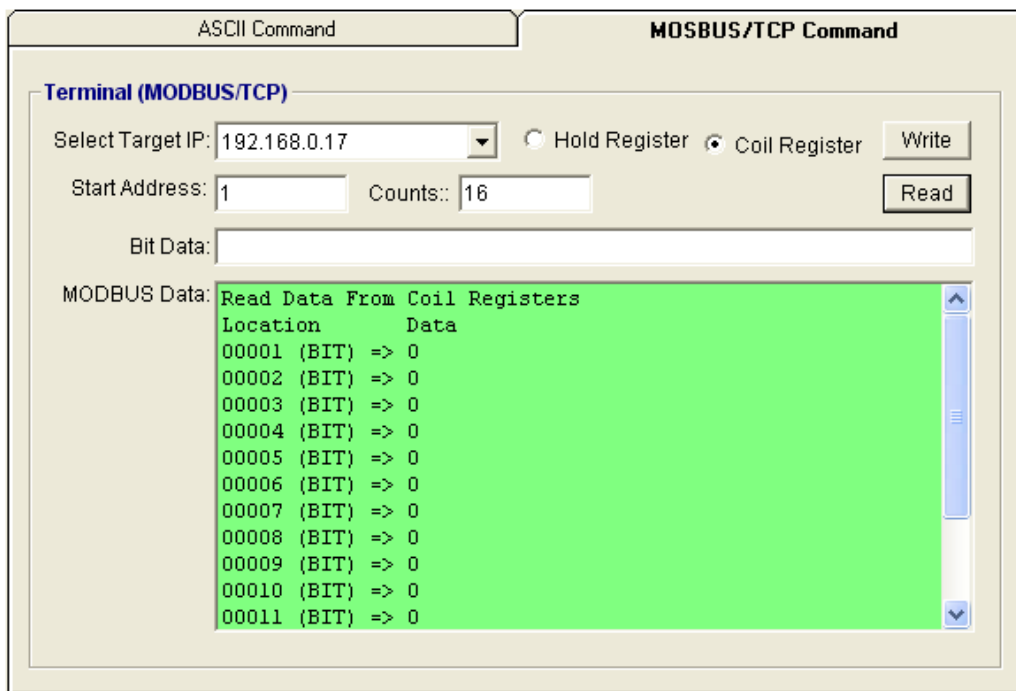 ASCII Command MOSBUS/TCP Command
Terminal (MODBUS/TCP)
Select Target IP: 192.168.0.17 Hold Register Coil Register Write
Start Address: 1 Counts:: 16 Read
Bit Data:
MODBUS Data: Read Data From Coil Registers
Location Data
00001 (BIT) => 0
00002 (BIT) => 0
00003 (BIT) => 0
00004 (BIT) => 0
00005 (BIT) => 0
00006 (BIT) => 0
00007 (BIT) => 0
00008 (BIT) => 0
00009 (BIT) => 0
00010 (BIT) => 0
00011 (BIT) => 0